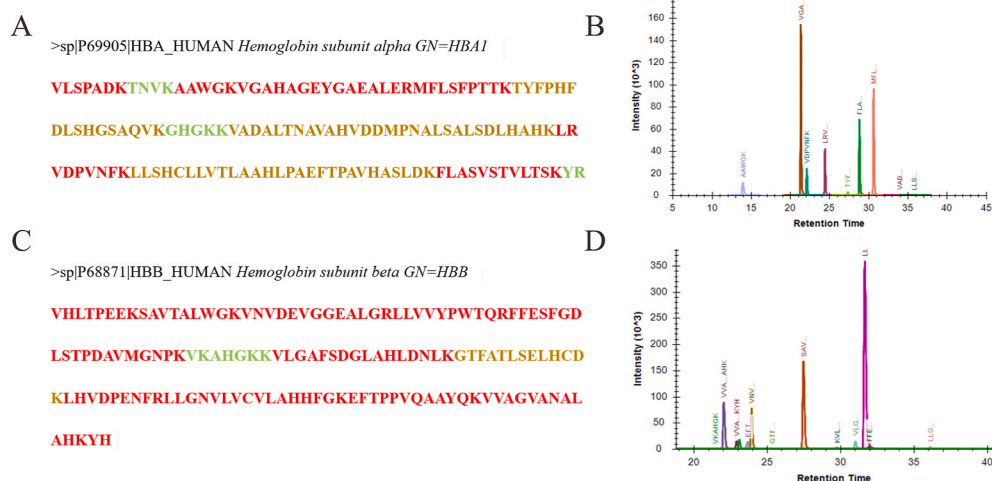 A
>sp|P69905|HBA_HUMAN Hemoglobin subunit alpha GN=HBA1
VLSPADKTNVKAAWGKVGAHAGEYGAEALERMFLSFPTTKTYFPHF
DLSHGSAQVKGHGKKVADALTNAVAHVDDMPNALSALSDLHAHKLR
VDPVNFKLLSHCLLVTLAAHLPAEFTPAVHASLDKFLASVSTVLTSKYR
B
Intensity (10^3)
160
140
120
100
80
60
40
20
0
VGA...
MFL...
FLA...
LRV...
VDPVNFK
AAWGK
TYF...
VAD...
LLS...
5 10 15 20 25 30 35 40 45
Retention Time
C
>sp|P68871|HBB_HUMAN Hemoglobin subunit beta GN=HBB
VHLTPEEKSAVTALWGKVNVDEVGGEALGRLLVVYPWTQRFFESFGD
LSTPDAVMGNPKVKAHGKKVLGAFSDGLAHLDNLKGTFATLSELHCD
KLHVDPENFRLLGNVLVCVLAHHFGKEFTPPVQAAYQKVVAGVANAL
AHKYH
D
Intensity (10^3)
350
300
250
200
150
100
50
0
LL
SAV...
VVA...AHK
VNV...
VKAHGK
VVA...KYH
EFT...
GTF...
KVL...
VLG...
FFE...
LLG...
20 25 30 35 40
Retention Time